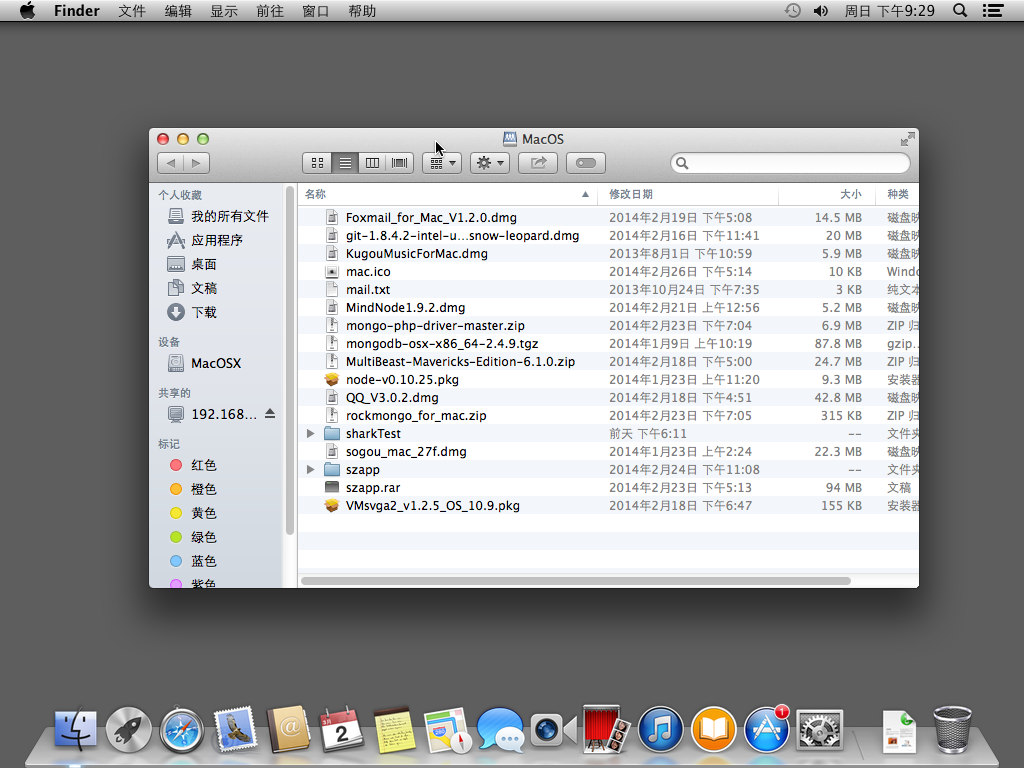 Finder 文件 编辑 显示 前往 窗口 帮助 周日 下午9:29
MacOS
个人收藏
我的所有文件
应用程序
桌面
文稿
下载
设备
MacOSX
共享的
192.168...
标记
红色
橙色
黄色
绿色
蓝色
紫色
名称 修改日期 大小 种类
Foxmail_for_Mac_V1.2.0.dmg 2014年2月19日 下午5:08 14.5 MB 磁盘映
git-1.8.4.2-intel-u...snow-leopard.dmg 2014年2月16日 下午11:41 20 MB 磁盘映
KugouMusicForMac.dmg 2013年8月1日 下午10:59 5.9 MB 磁盘映
mac.ico 2014年2月26日 下午5:14 10 KB Windo
mail.txt 2013年10月24日 下午7:35 3 KB 纯文本
MindNode1.9.2.dmg 2014年2月21日 上午12:56 5.2 MB 磁盘映
mongo-php-driver-master.zip 2014年2月23日 下午7:04 6.9 MB ZIP 归
mongodb-osx-x86_64-2.4.9.tgz 2014年1月9日 上午10:19 87.8 MB gzip..
MultiBeast-Mavericks-Edition-6.1.0.zip 2014年2月18日 下午5:00 24.7 MB ZIP 归
node-v0.10.25.pkg 2014年1月23日 上午11:20 9.3 MB 安装器
QQ_V3.0.2.dmg 2014年2月18日 下午4:51 42.8 MB 磁盘映
rockmongo_for_mac.zip 2014年2月23日 下午7:05 315 KB ZIP 归
sharkTest 前天 下午6:11 -- 文件夹
sogou_mac_27f.dmg 2014年1月23日 上午2:24 22.3 MB 磁盘映
szapp 2014年2月24日 下午11:08 -- 文件夹
szapp.rar 2014年2月23日 下午5:13 94 MB 文稿
VMsvga2_v1.2.5_OS_10.9.pkg 2014年2月18日 下午6:47 155 KB 安装器
3月
2
1